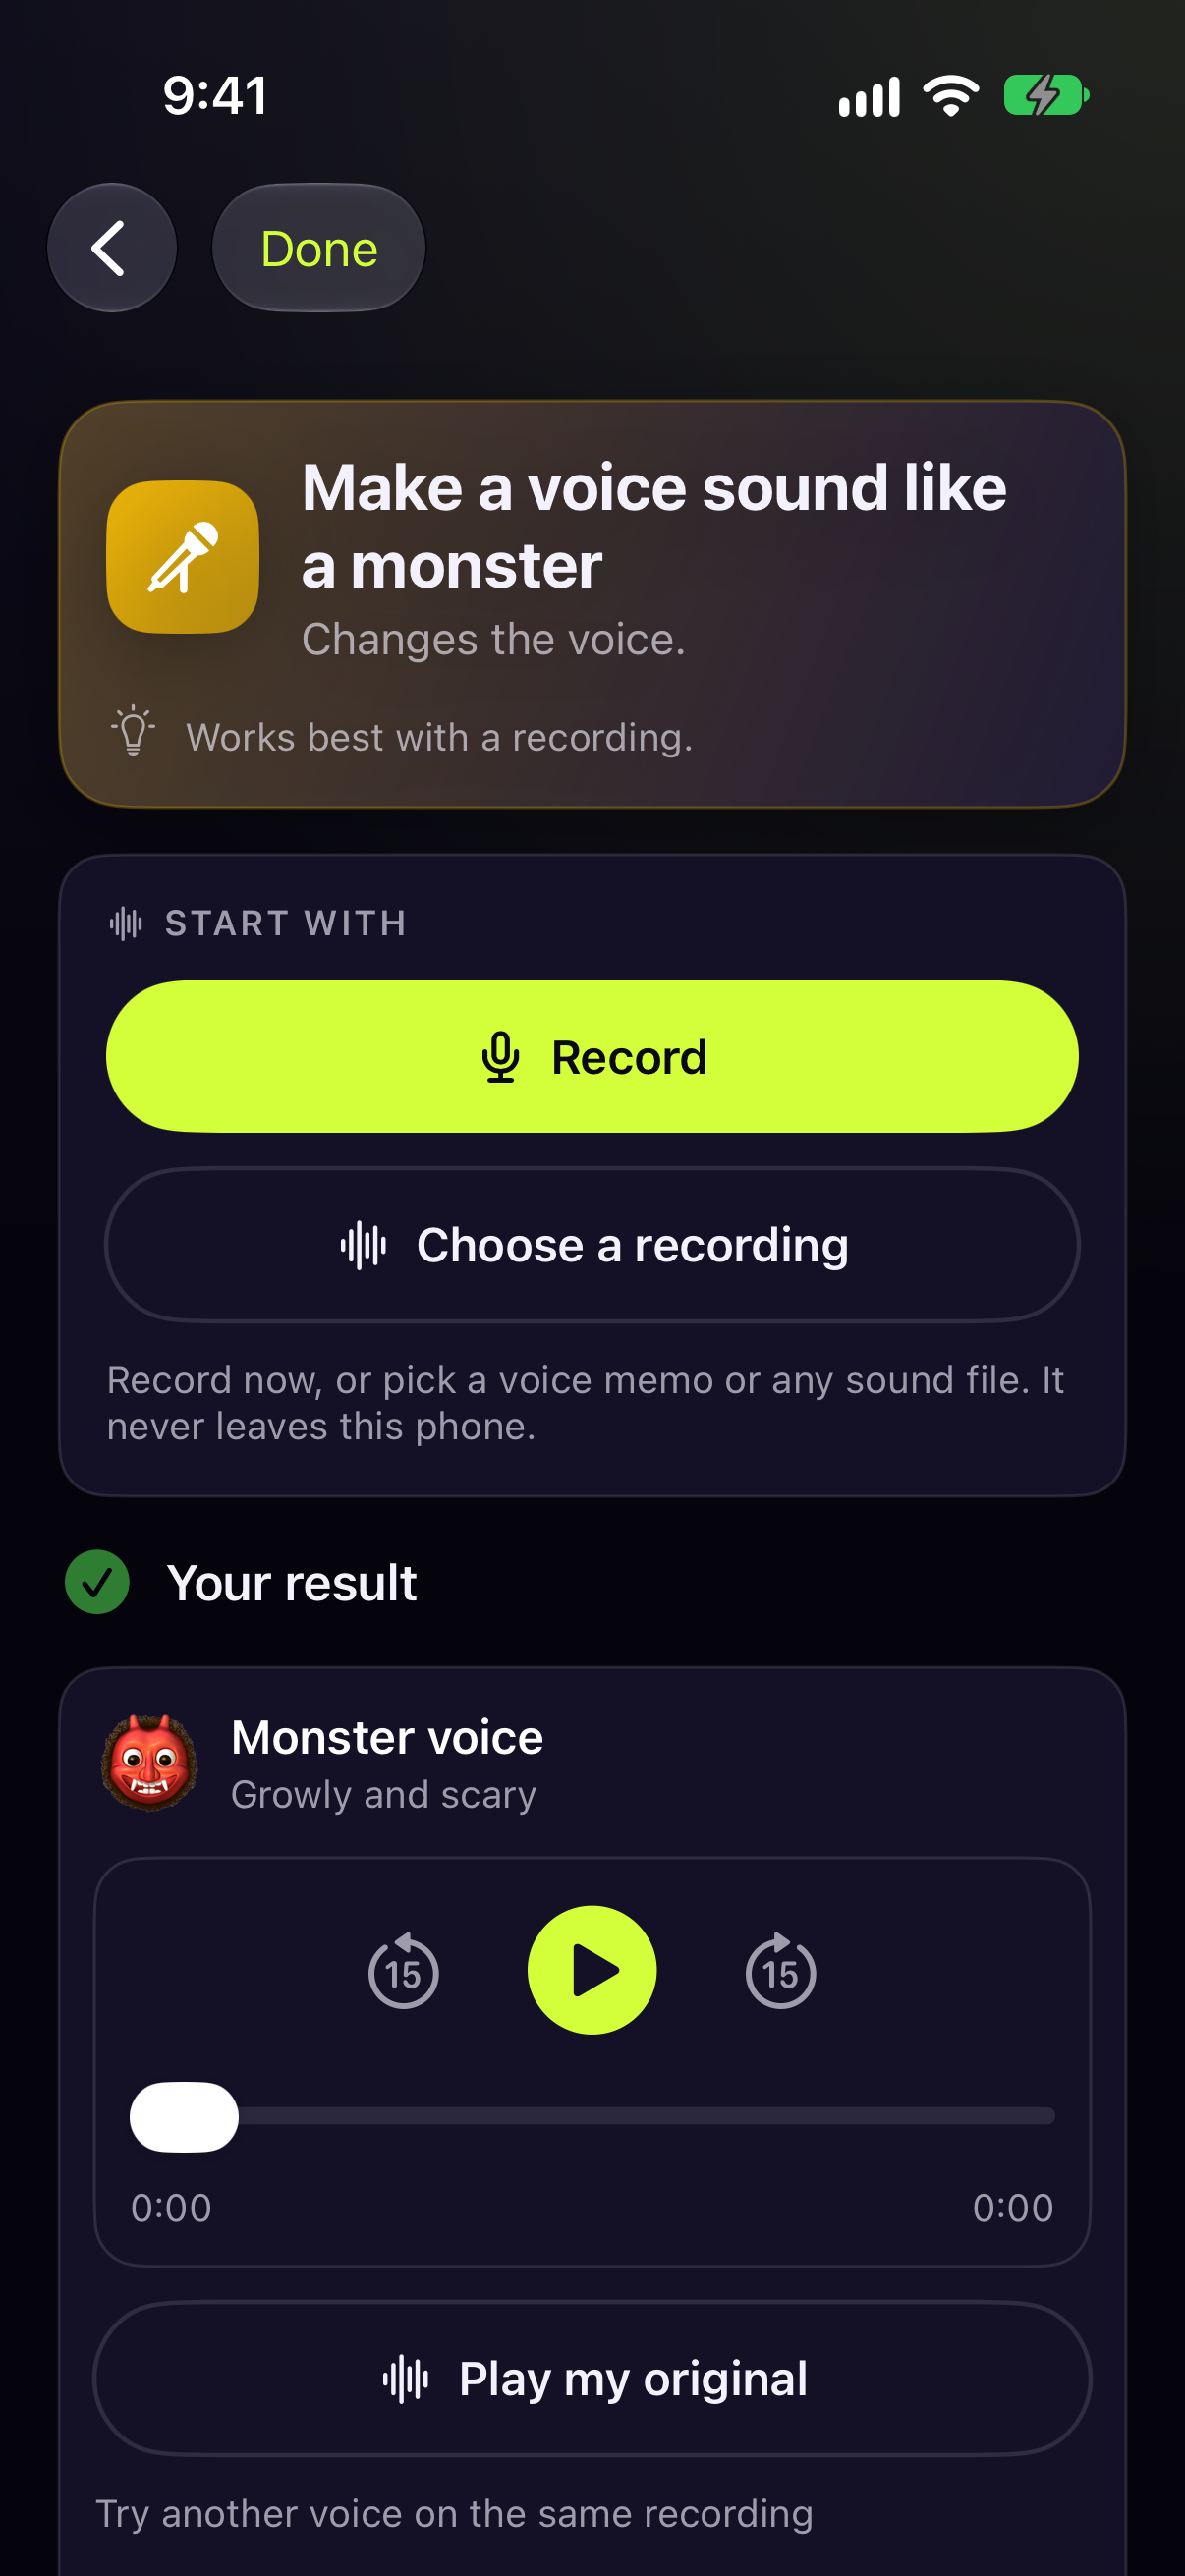 9:41
Done
Make a voice sound like
a monster
Changes the voice.
Works best with a recording.
START WITH
Record
Choose a recording
Record now, or pick a voice memo or any sound file. It
never leaves this phone.
Your result
Monster voice
Growly and scary
15
15
0:00
0:00
Play my original
Try another voice on the same recording